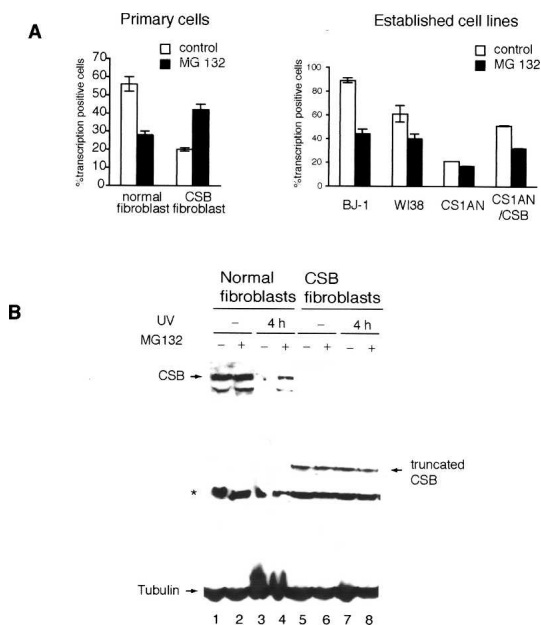 A
Primary cells
control
MG 132
%transcription positive cells
70
60
50
40
30
20
10
0
normal
fibroblast
CSB
fibroblast
Established cell lines
control
MG 132
%transcription positive cells
100
80
60
40
20
0
BJ-1
WI38
CS1AN
CS1AN
/CSB
B
Normal
fibroblasts
CSB
fibroblasts
UV – 4 h – 4 h
MG132 – + – + – + – +
CSB
truncated
CSB
*
Tubulin
1 2 3 4 5 6 7 8